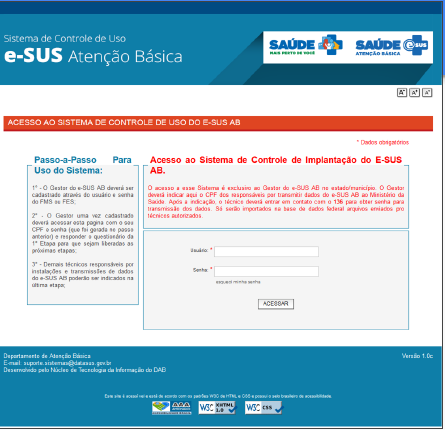 Sistema de Controle de Uso
e-SUS Atenção Básica
SAÚDE
MAIS PERTO DE VOCÊ
SAÚDE e-SUS
ATENÇÃO BÁSICA
A+ A A-
ACESSO AO SISTEMA DE CONTROLE DE USO DO E-SUS AB
* Dados obrigatórios
Passo-a-Passo Para
Uso do Sistema:
1° - O Gestor do e-SUS AB deverá ser
cadastrado através do usuário e senha
do FMS ou FES;
2° - O Gestor uma vez cadastrado
deverá acessar esta página com o seu
CPF e senha (que foi gerada no passo
anterior) e responder o questionário da
1ª Etapa para que sejam liberadas as
próximas etapas;
3° - Demais técnicos responsáveis por
instalações e transmissões de dados
do e-SUS AB poderão ser indicados na
última etapa;
Acesso ao Sistema de Controle de Implantação do E-SUS
AB.
O acesso a esse Sistema é exclusivo ao Gestor do e-SUS AB no estado/município. O Gestor
deverá indicar aqui o CPF dos responsáveis por transmitir dados do e-SUS AB ao Ministério da
Saúde. Após a indicação, o técnico deverá entrar em contato com o 136 para obter senha para
transmissão dos dados. Só serão importados na base de dados federal arquivos enviados por
técnicos autorizados.
Usuário: *
Senha: *
esqueci minha senha
ACESSAR
Departamento de Atenção Básica
E-mail: suporte.sistemas@datasus.gov.br
Desenvolvido pelo Núcleo de Tecnologia da Informação do DAB
Versão 1.0c
Este site é acessível e está de acordo com os padrões W3C de HTML e CSS e possui o selo brasileiro de acessibilidade.
W3C XHTML 1.0
W3C CSS